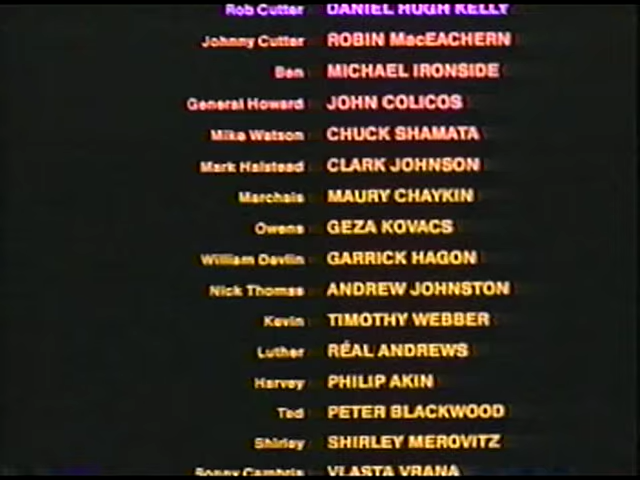 Rob Cutter DANIEL HUGH KELLY
Johnny Cutter ROBIN MacEACHERN
Ben MICHAEL IRONSIDE
General Howard JOHN COLICOS
Mike Watson CHUCK SHAMATA
Mark Halstead CLARK JOHNSON
Marchais MAURY CHAYKIN
Owens GEZA KOVACS
William Devlin GARRICK HAGON
Nick Thomas ANDREW JOHNSTON
Kevin TIMOTHY WEBBER
Luther RÉAL ANDREWS
Harvey PHILIP AKIN
Ted PETER BLACKWOOD
Shirley SHIRLEY MEROVITZ
Sonny Cambria VLASTA VRANA